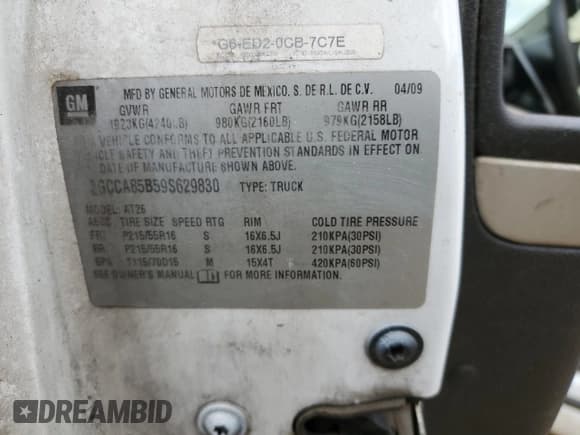 G6-ED2-0CB-7C7E
GM
MFD BY GENERAL MOTORS DE MEXICO, S. DE R.L. DE C.V. 04/09
GVWR GAWR FRT GAWR RR
1923KG(4240LB) 980KG(2160LB) 979KG(2158LB)
VEHICLE CONFORMS TO ALL APPLICABLE U.S. FEDERAL MOTOR
SAFETY AND THEFT PREVENTION STANDARDS IN EFFECT ON
DATE OF MANUFACTURE SHOWN ABOVE.
3GCCA85B59S629830 TYPE: TRUCK
MODEL: AT26
ASSC TIRE SIZE SPEED RTG RIM COLD TIRE PRESSURE
FRT P215/55R16 S 16X6.5J 210KPA(30PSI)
RR P215/55R16 S 16X6.5J 210KPA(30PSI)
SPA T115/70D15 M 15X4T 420KPA(60PSI)
SEE OWNER'S MANUAL FOR MORE INFORMATION.
DREAMBID